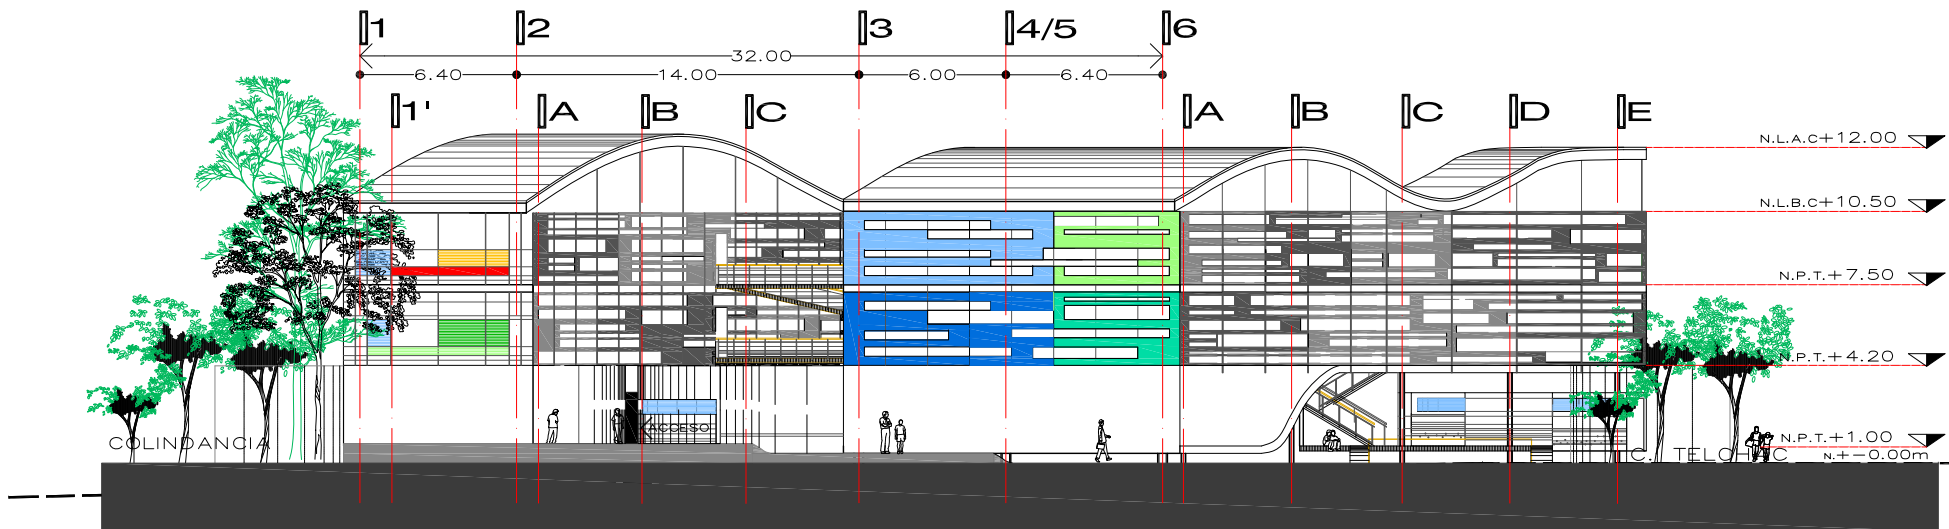 1 2 3 4/5 6
32.00
6.40 14.00 6.00 6.40
1' A B C A B C D E
N.L.A.C+12.00
N.L.B.C+10.50
N.P.T.+7.50
N.P.T.+4.20
ACCESO
COLINDANCIA
N.P.T.+1.00
C.
N.+-0.00m